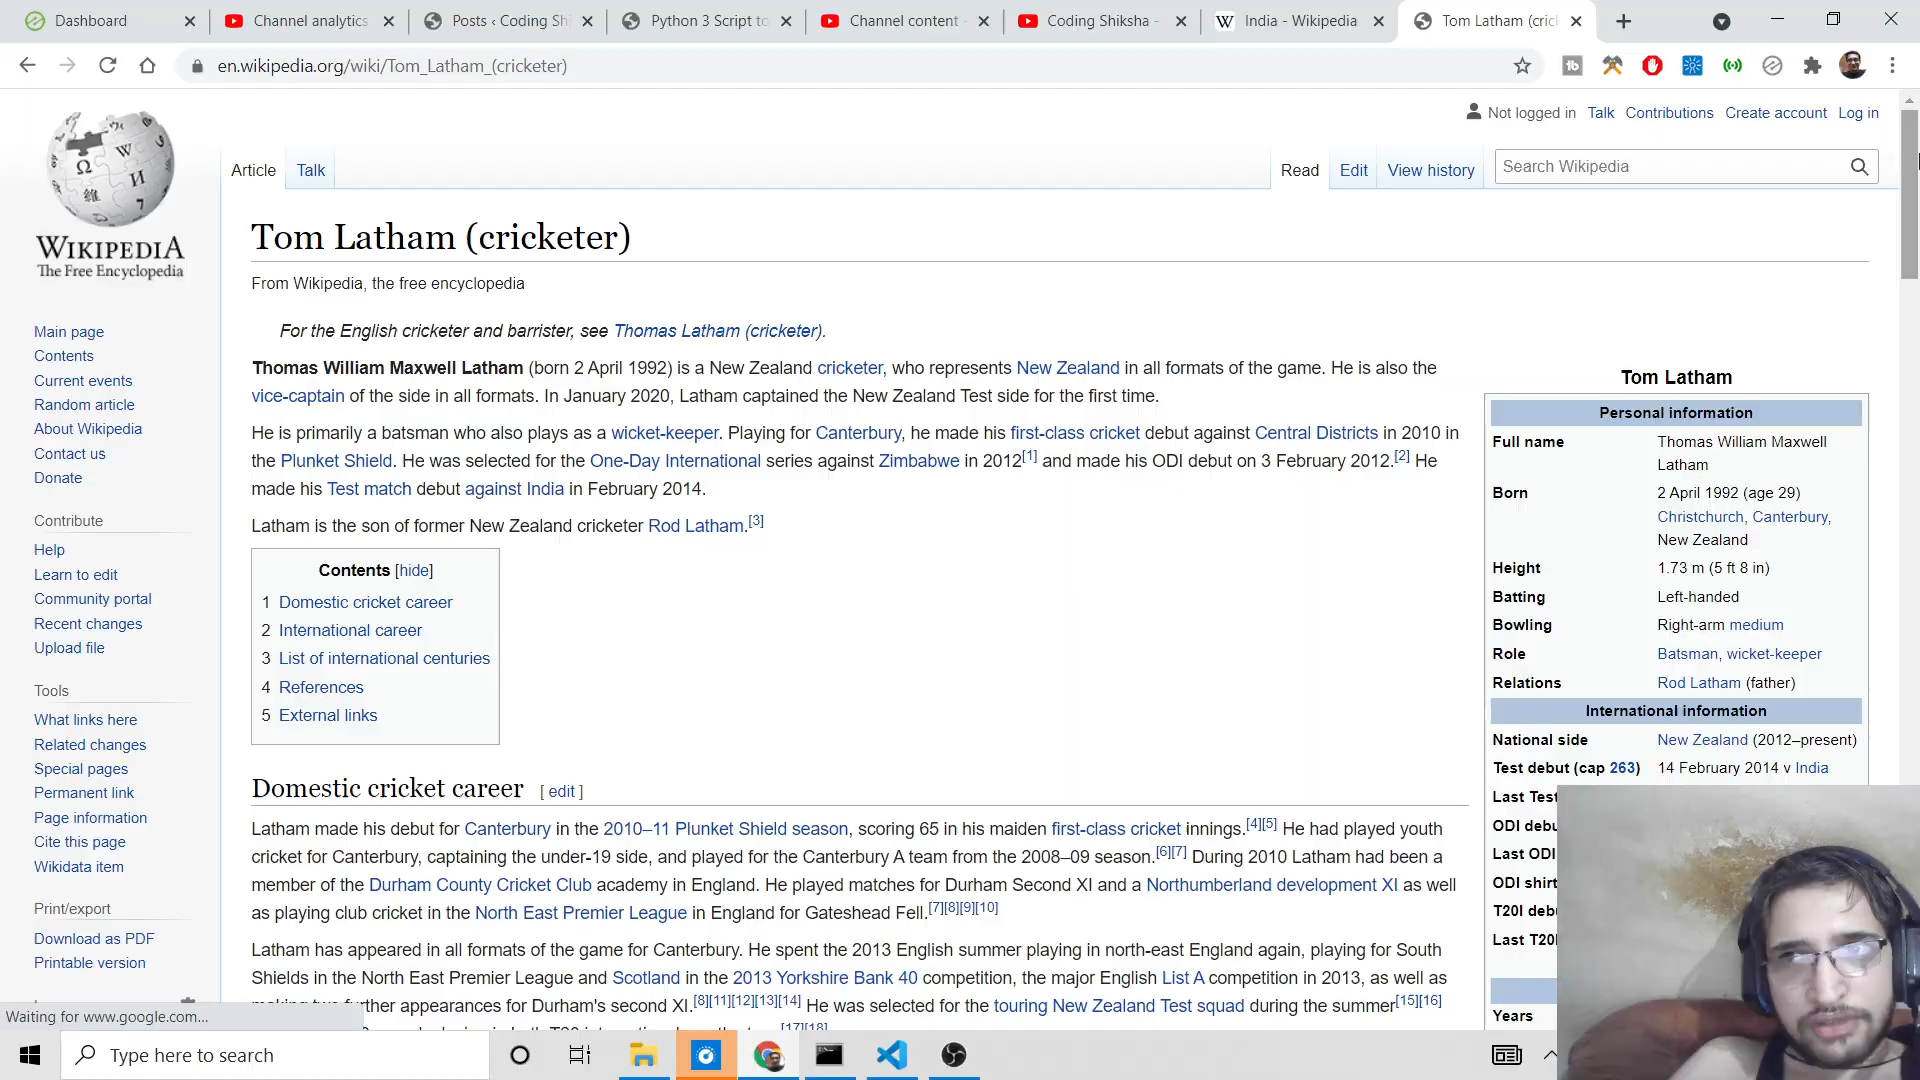 Dashboard
Channel analytics
Posts ‹ Coding Shi
Python 3 Script to
Channel content -
Coding Shiksha -
India - Wikipedia
Tom Latham (crick
en.wikipedia.org/wiki/Tom_Latham_(cricketer)
Not logged in Talk Contributions Create account Log in
WIKIPEDIA
The Free Encyclopedia
Article Talk
Read Edit View history
Search Wikipedia
Tom Latham (cricketer)
From Wikipedia, the free encyclopedia
For the English cricketer and barrister, see Thomas Latham (cricketer).
Thomas William Maxwell Latham (born 2 April 1992) is a New Zealand cricketer, who represents New Zealand in all formats of the game. He is also the
vice-captain of the side in all formats. In January 2020, Latham captained the New Zealand Test side for the first time.
He is primarily a batsman who also plays as a wicket-keeper. Playing for Canterbury, he made his first-class cricket debut against Central Districts in 2010 in
the Plunket Shield. He was selected for the One-Day International series against Zimbabwe in 2012[1] and made his ODI debut on 3 February 2012.[2] He
made his Test match debut against India in February 2014.
Latham is the son of former New Zealand cricketer Rod Latham.[3]
Contents [hide]
1 Domestic cricket career
2 International career
3 List of international centuries
4 References
5 External links
Domestic cricket career [ edit ]
Latham made his debut for Canterbury in the 2010–11 Plunket Shield season, scoring 65 in his maiden first-class cricket innings.[4][5] He had played youth
cricket for Canterbury, captaining the under-19 side, and played for the Canterbury A team from the 2008–09 season.[6][7] During 2010 Latham had been a
member of the Durham County Cricket Club academy in England. He played matches for Durham Second XI and a Northumberland development XI as well
as playing club cricket in the North East Premier League in England for Gateshead Fell.[7][8][9][10]
Latham has appeared in all formats of the game for Canterbury. He spent the 2013 English summer playing in north-east England again, playing for South
Shields in the North East Premier League and Scotland in the 2013 Yorkshire Bank 40 competition, the major English List A competition in 2013, as well as
making two further appearances for Durham's second XI.[8][11][12][13][14] He was selected for the touring New Zealand Test squad during the summer[15][16]
[17][18]
Tom Latham
Personal information
Full name Thomas William Maxwell
Latham
Born 2 April 1992 (age 29)
Christchurch, Canterbury,
New Zealand
Height 1.73 m (5 ft 8 in)
Batting Left-handed
Bowling Right-arm medium
Role Batsman, wicket-keeper
Relations Rod Latham (father)
International information
National side New Zealand (2012–present)
Test debut (cap 263) 14 February 2014 v India
Last Test
ODI debu
Last ODI
ODI shirt
T20I deb
Last T20I
Years
Main page
Contents
Current events
Random article
About Wikipedia
Contact us
Donate
Contribute
Help
Learn to edit
Community portal
Recent changes
Upload file
Tools
What links here
Related changes
Special pages
Permanent link
Page information
Cite this page
Wikidata item
Print/export
Download as PDF
Printable version
Waiting for www.google.com...
Type here to search